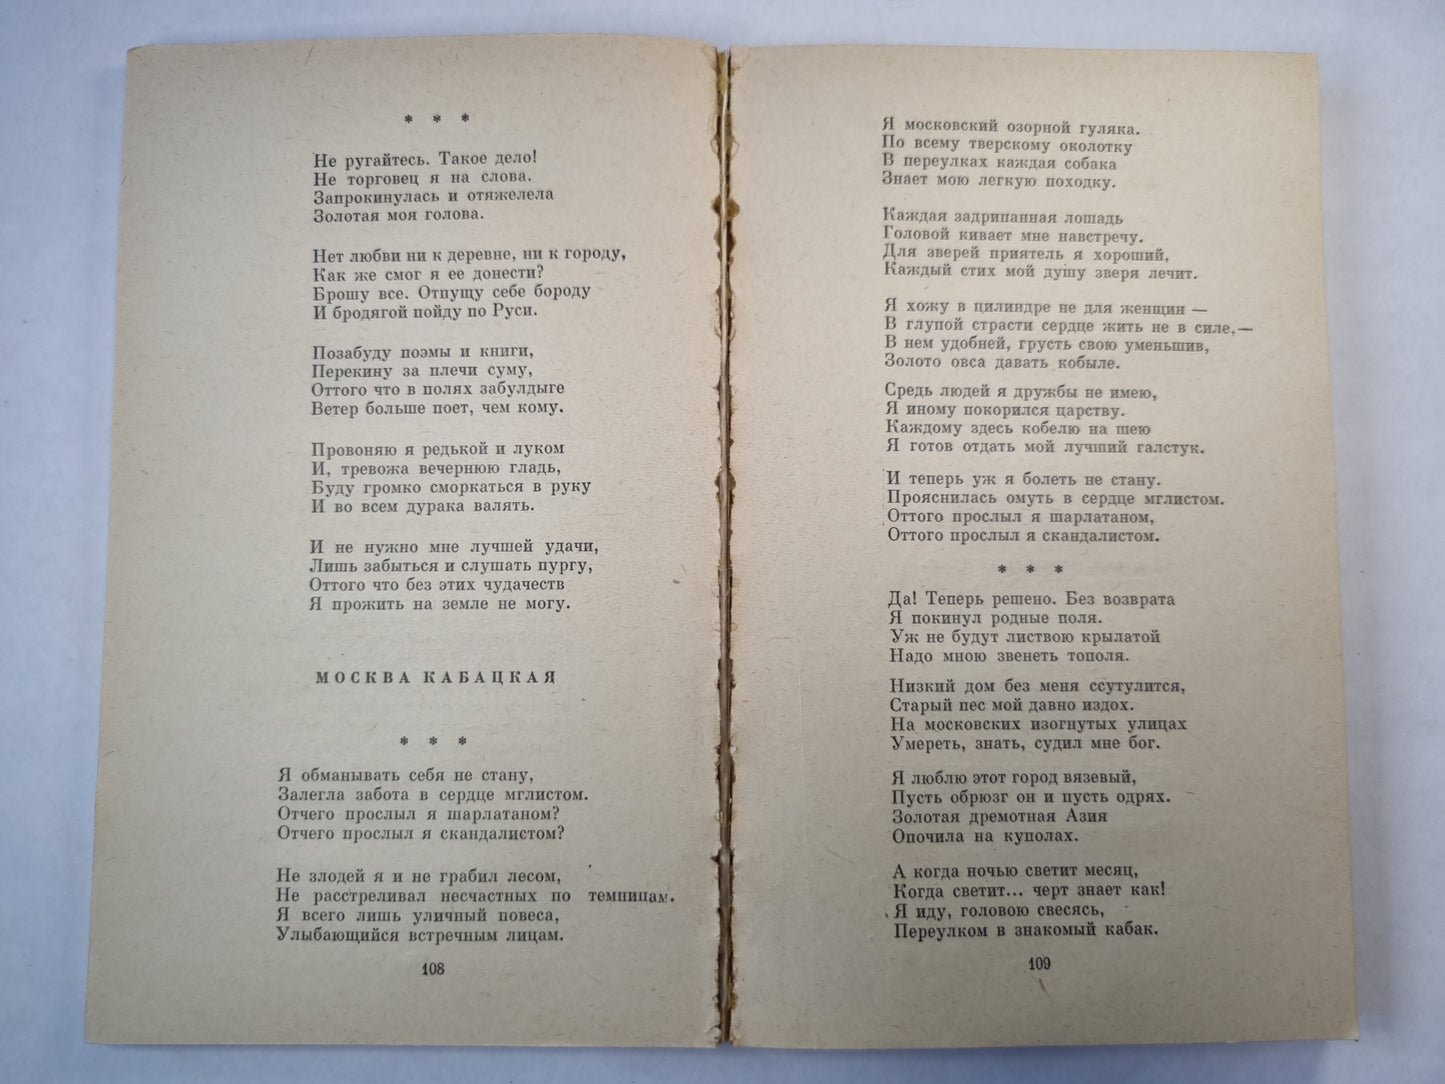 * * *
Не ругайтесь. Такое дело!
Не торговец я на слова.
Запрокинулась и отяжелела
Золотая моя голова.
Нет любви ни к деревне, ни к городу,
Как же смог я ее донести?
Брошу все. Отпущу себе бороду
И бродягой пойду по Руси.
Позабуду поэмы и книги,
Перекину за плечи суму,
Оттого что в полях забулдыге
Ветер больше поет, чем кому.
Провоняю я редькой и луком
И, тревожа вечернюю гладь,
Буду громко сморкаться в руку
И во всем дурака валять.
И не нужно мне лучшей удачи,
Лишь забыться и слушать пургу,
Оттого что без этих чудачеств
Я прожить на земле не могу.
МОСКВА КАБАЦКАЯ
* * *
Я обманывать себя не стану,
Залегла забота в сердце мглистом.
Отчего прослыл я шарлатаном?
Отчего прослыл я скандалистом?
Не злодей я и не грабил лесом,
Не расстреливал несчастных по темницам.
Я всего лишь уличный повеса,
Улыбающийся встречным лицам.
108
Я московский озорной гуляка.
По всему тверскому околотку
В переулках каждая собака
Знает мою легкую походку.
Каждая задрипанная лошадь
Головой кивает мне навстречу.
Для зверей приятель я хороший,
Каждый стих мой душу зверя лечит.
Я хожу в цилиндре не для женщин —
В глупой страсти сердце жить не в силе,—
В нем удобней, грусть свою уменьшив,
Золото овса давать кобыле.
Средь людей я дружбы не имею,
Я иному покорился царству.
Каждому здесь кобелю на шею
Я готов отдать мой лучший галстук.
И теперь уж я болеть не стану.
Прояснилась омуть в сердце мглистом.
Оттого прослыл я шарлатаном,
Оттого прослыл я скандалистом.
* * *
Да! Теперь решено. Без возврата
Я покинул родные поля.
Уж не будут листвою крылатой
Надо мною звенеть тополя.
Низкий дом без меня ссутулится,
Старый пес мой давно издох.
На московских изогнутых улицах
Умереть, знать, судил мне бог.
Я люблю этот город вязевый,
Пусть обрюзг он и пусть одрях.
Золотая дремотная Азия
Опочила на куполах.
А когда ночью светит месяц,
Когда светит... черт знает как!
Я иду, головою свесясь,
Переулком в знакомый кабак.
109